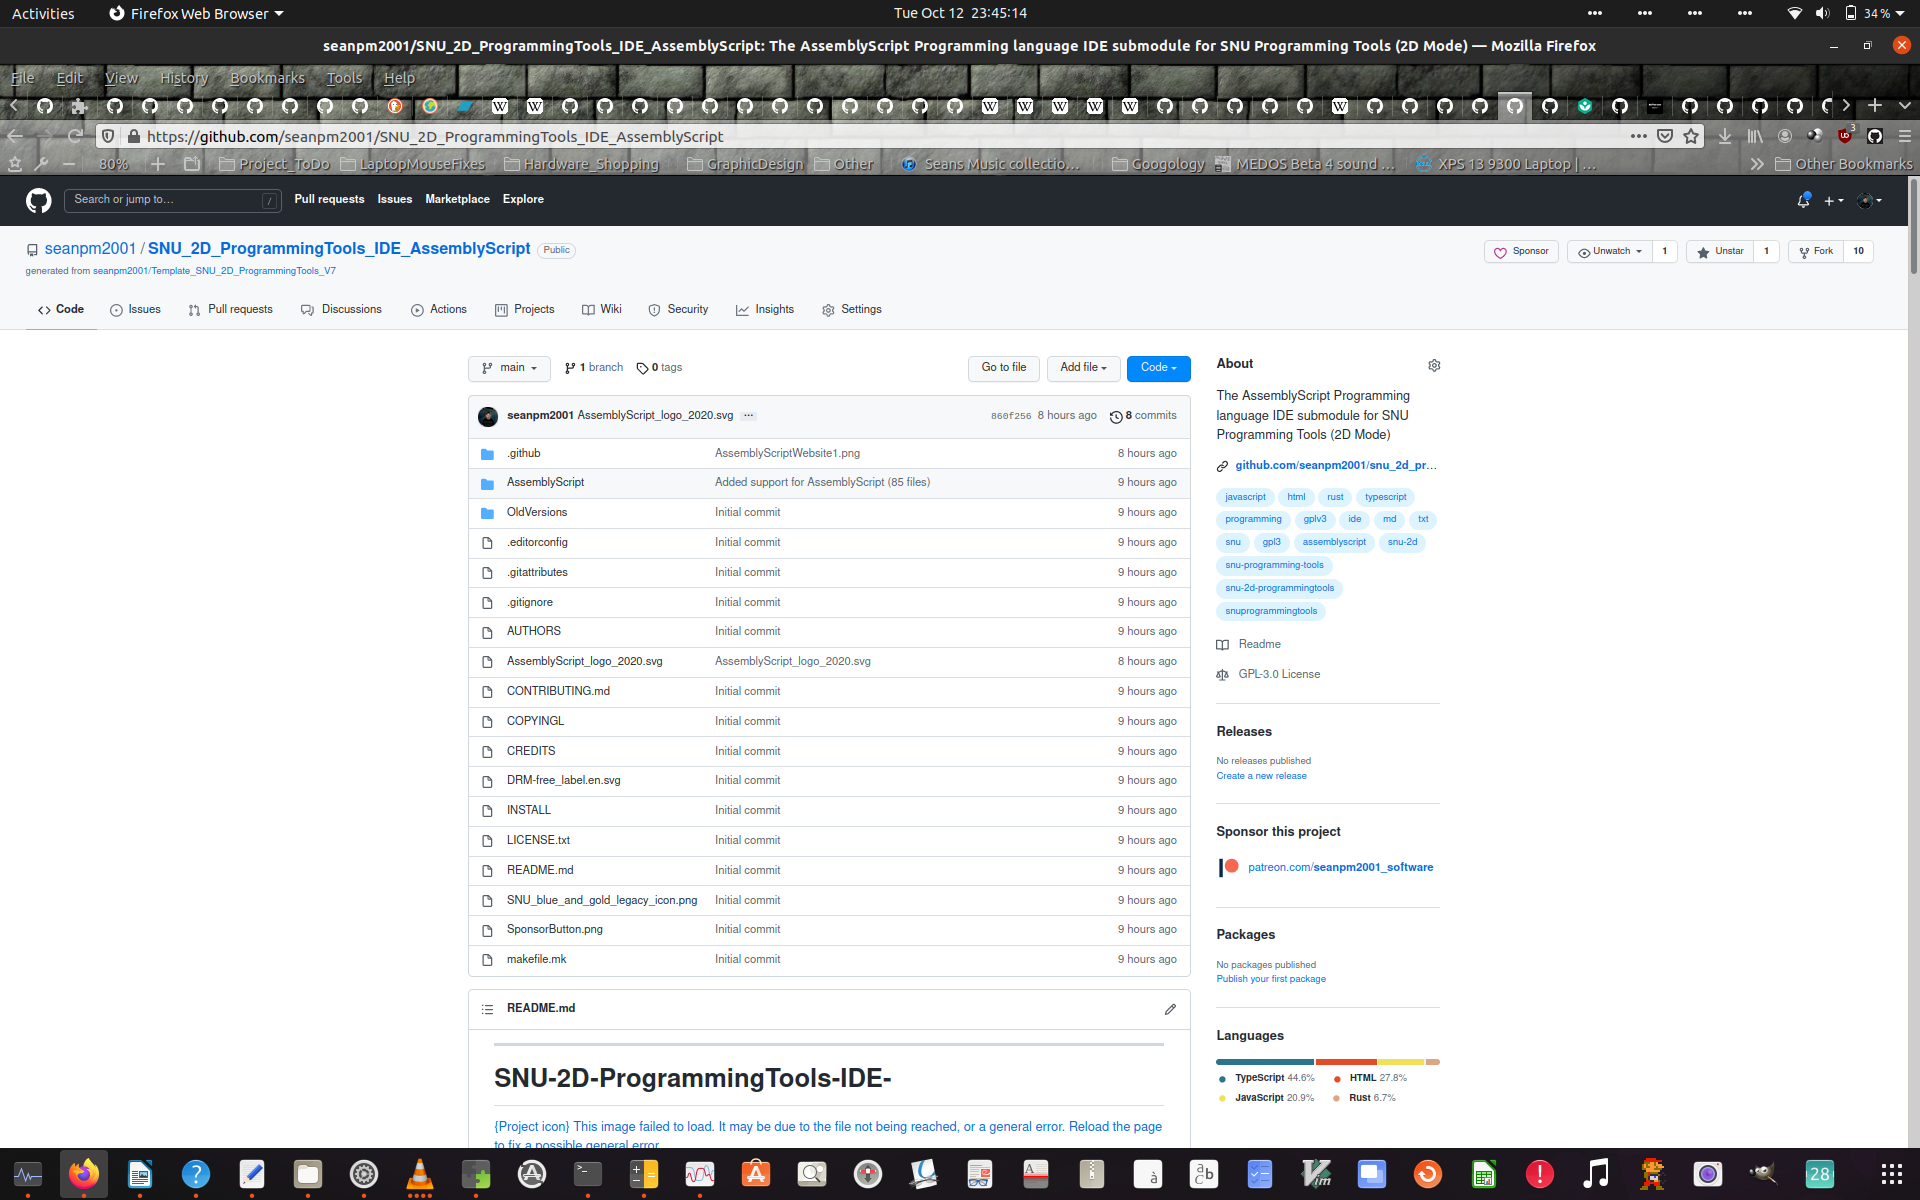 Activities
Firefox Web Browser
Tue Oct 12 23:45:14
34 %
seanpm2001/SNU_2D_ProgrammingTools_IDE_AssemblyScript: The AssemblyScript Programming language IDE submodule for SNU Programming Tools (2D Mode) — Mozilla Firefox
File Edit View History Bookmarks Tools Help
https://github.com/seanpm2001/SNU_2D_ProgrammingTools_IDE_AssemblyScript
3
80%
Project_ToDo
LaptopMouseFixes
Hardware_Shopping
GraphicDesign
Other
Seans Music collectio...
Googology
MEDOS Beta 4 sound ...
XPS 13 9300 Laptop | ...
Other Bookmarks
Search or jump to...
/
Pull requests Issues Marketplace Explore
seanpm2001 / SNU_2D_ProgrammingTools_IDE_AssemblyScript Public
generated from seanpm2001/Template_SNU_2D_ProgrammingTools_V7
Sponsor
Unwatch 1
Unstar 1
Fork 10
Code Issues Pull requests Discussions Actions Projects Wiki Security Insights Settings
main 1 branch 0 tags
Go to file Add file Code
seanpm2001 AssemblyScript_logo_2020.svg ... 860f256 8 hours ago 8 commits
.github AssemblyScriptWebsite1.png 8 hours ago
AssemblyScript Added support for AssemblyScript (85 files) 9 hours ago
OldVersions Initial commit 9 hours ago
.editorconfig Initial commit 9 hours ago
.gitattributes Initial commit 9 hours ago
.gitignore Initial commit 9 hours ago
AUTHORS Initial commit 9 hours ago
AssemblyScript_logo_2020.svg AssemblyScript_logo_2020.svg 8 hours ago
CONTRIBUTING.md Initial commit 9 hours ago
COPYINGL Initial commit 9 hours ago
CREDITS Initial commit 9 hours ago
DRM-free_label.en.svg Initial commit 9 hours ago
INSTALL Initial commit 9 hours ago
LICENSE.txt Initial commit 9 hours ago
README.md Initial commit 9 hours ago
SNU_blue_and_gold_legacy_icon.png Initial commit 9 hours ago
SponsorButton.png Initial commit 9 hours ago
makefile.mk Initial commit 9 hours ago
README.md
SNU-2D-ProgrammingTools-IDE-
{Project icon} This image failed to load. It may be due to the file not being reached, or a general error. Reload the page
to fix a possible general error.
About
The AssemblyScript Programming
language IDE submodule for SNU
Programming Tools (2D Mode)
github.com/seanpm2001/snu_2d_pr...
javascript html rust typescript
programming gplv3 ide md txt
snu gpl3 assemblyscript snu-2d
snu-programming-tools
snu-2d-programmingtools
snuprogrammingtools
Readme
GPL-3.0 License
Releases
No releases published
Create a new release
Sponsor this project
patreon.com/seanpm2001_software
Packages
No packages published
Publish your first package
Languages
TypeScript 44.6% HTML 27.8%
JavaScript 20.9% Rust 6.7%
28